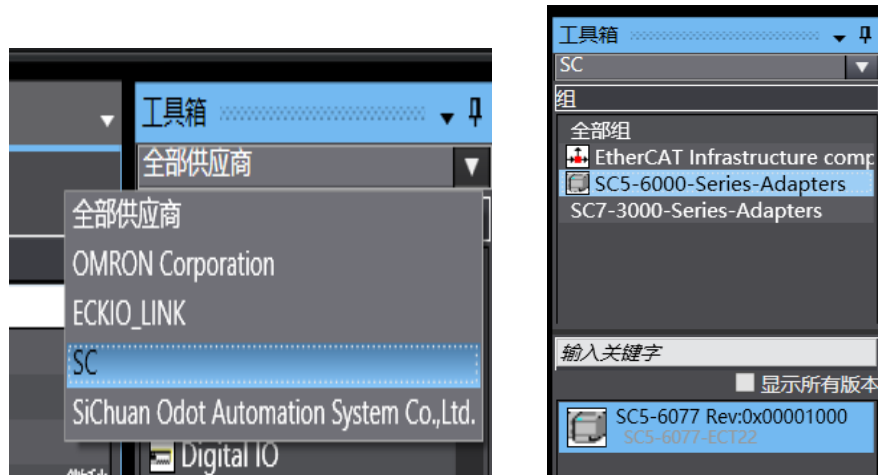 工具箱
全部供应商
全部供应商
OMRON Corporation
ECKIO_LINK
SC
SiChuan Odot Automation System Co.,Ltd.
Digital IO
工具箱
SC
组
全部组
EtherCAT Infrastructure comp
SC5-6000-Series-Adapters
SC7-3000-Series-Adapters
输入关键字
显示所有版本
SC5-6077 Rev:0x00001000
SC5-6077-ECT22